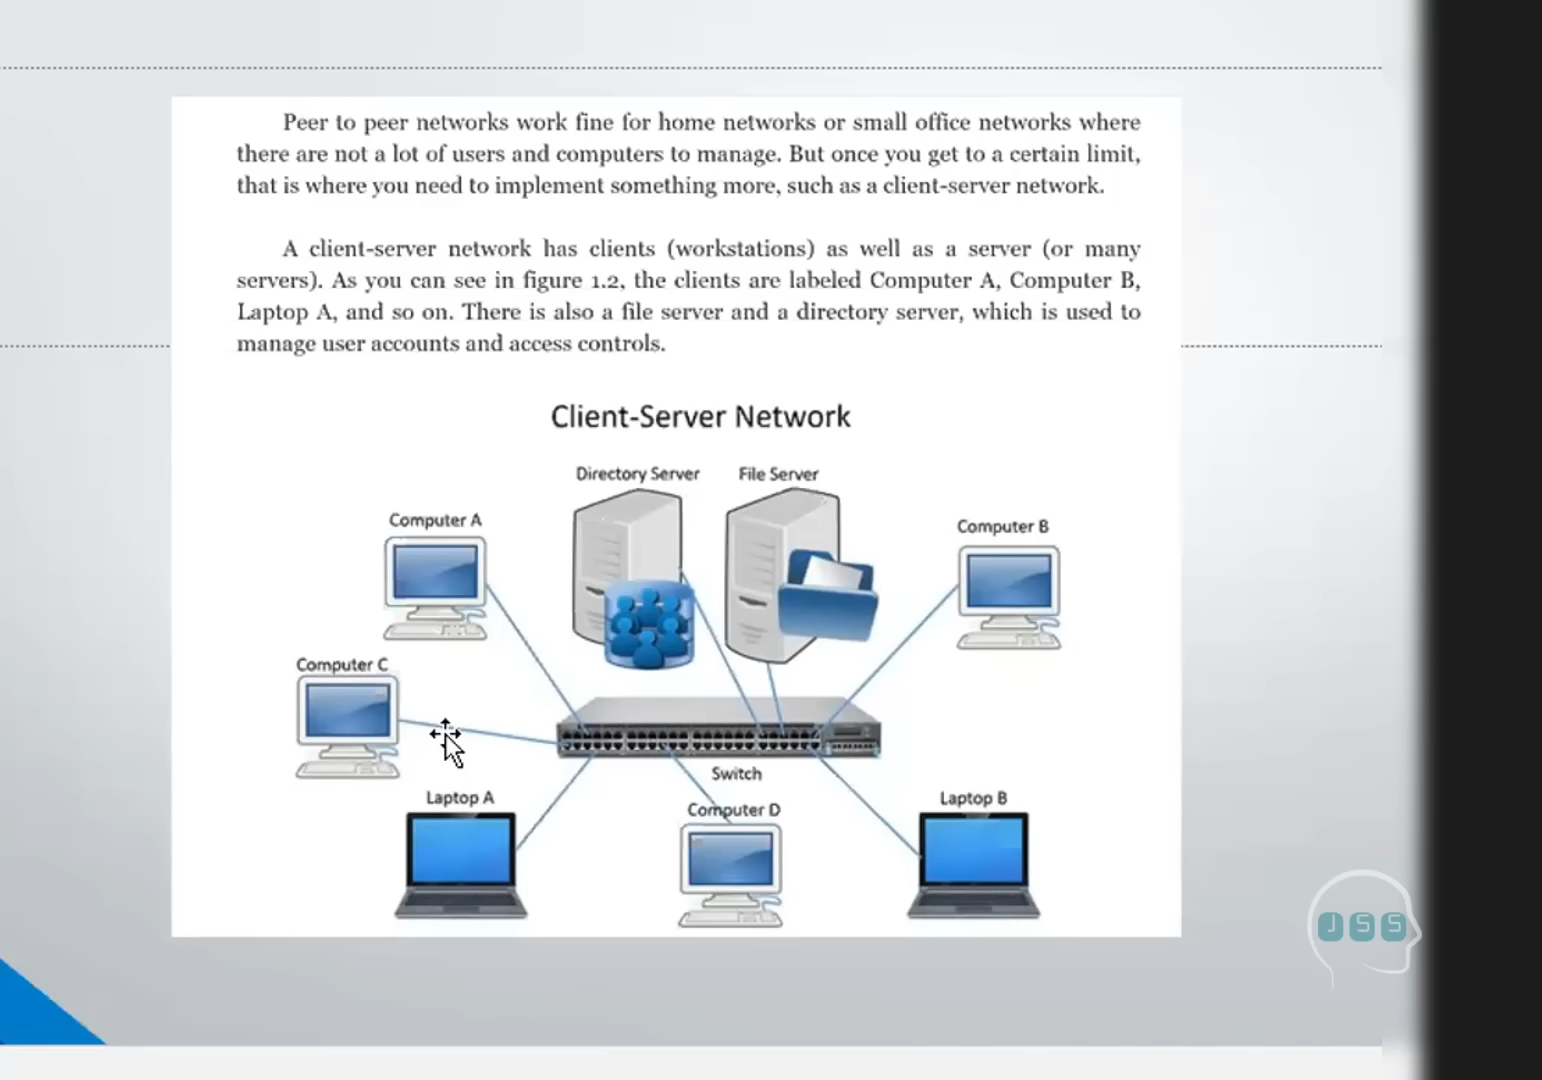 Peer to peer networks work fine for home networks or small office networks where
there are not a lot of users and computers to manage. But once you get to a certain limit,
that is where you need to implement something more, such as a client-server network.
A client-server network has clients (workstations) as well as a server (or many
servers). As you can see in figure 1.2, the clients are labeled Computer A, Computer B,
Laptop A, and so on. There is also a file server and a directory server, which is used to
manage user accounts and access controls.
Client-Server Network
Directory Server
File Server
Computer A
Computer B
Computer C
Switch
Laptop A
Computer D
Laptop B
JSS